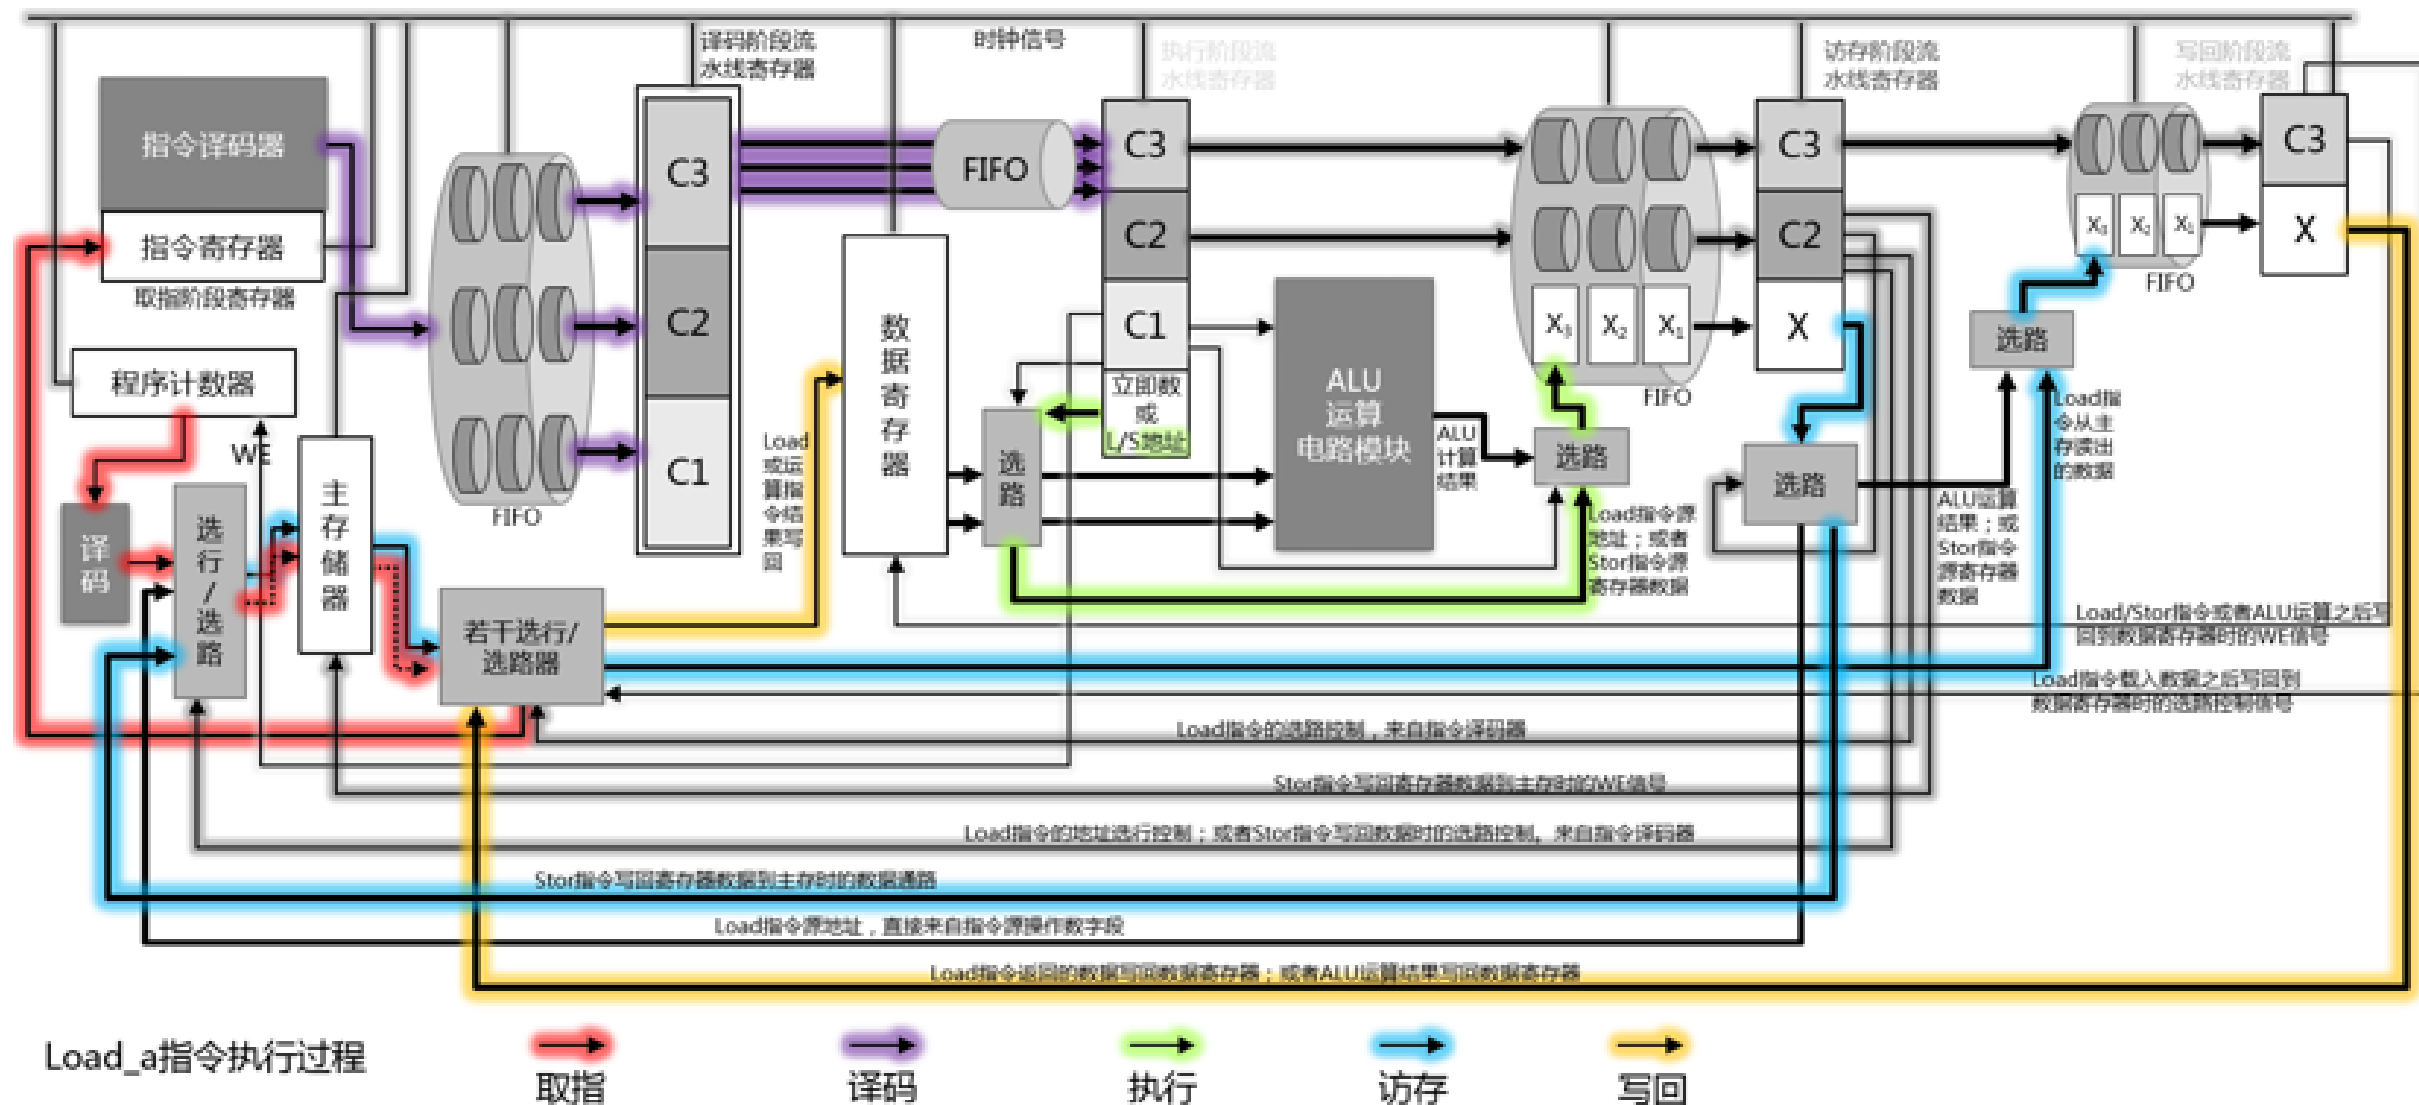 译码阶段流
水线寄存器
时钟信号
执行阶段流
水线寄存器
访存阶段流
水线寄存器
写回阶段流
水线寄存器
指令译码器
指令寄存器
取指阶段寄存器
程序计数器
WE
译码
选行/选路
主存储器
FIFO
C3
C2
C1
FIFO
若干选行/
选路器
Load
或运
算指
令结
果写
回
数据寄存器
C3
C2
C1
立即数
或
L/S地址
选路
ALU
运算
电路模块
ALU
计算
结果
选路
X3
X2
X1
FIFO
Load指令源
地址；或者
Stor指令源
寄存器数据
C3
C2
X
选路
ALU运算
结果；或
Stor指令
源寄存器
数据
选路
Load指
令从主
存读出
的数据
X3
X2
X1
FIFO
C3
X
Load/Stor指令或者ALU运算之后写
回到数据寄存器时的WE信号
Load指令载入数据之后写回到
数据寄存器时的选路控制信号
Load指令的选路控制，来自指令译码器
Stor指令写回寄存器数据到主存时的WE信号
Load指令的地址选行控制；或者Stor指令写回数据时的选路控制。来自指令译码器
Stor指令写回寄存器数据到主存时的数据通路
Load指令源地址，直接来自指令源操作数字段
Load指令返回的数据写回数据寄存器；或者ALU运算结果写回数据寄存器
Load_a指令执行过程
取指
译码
执行
访存
写回